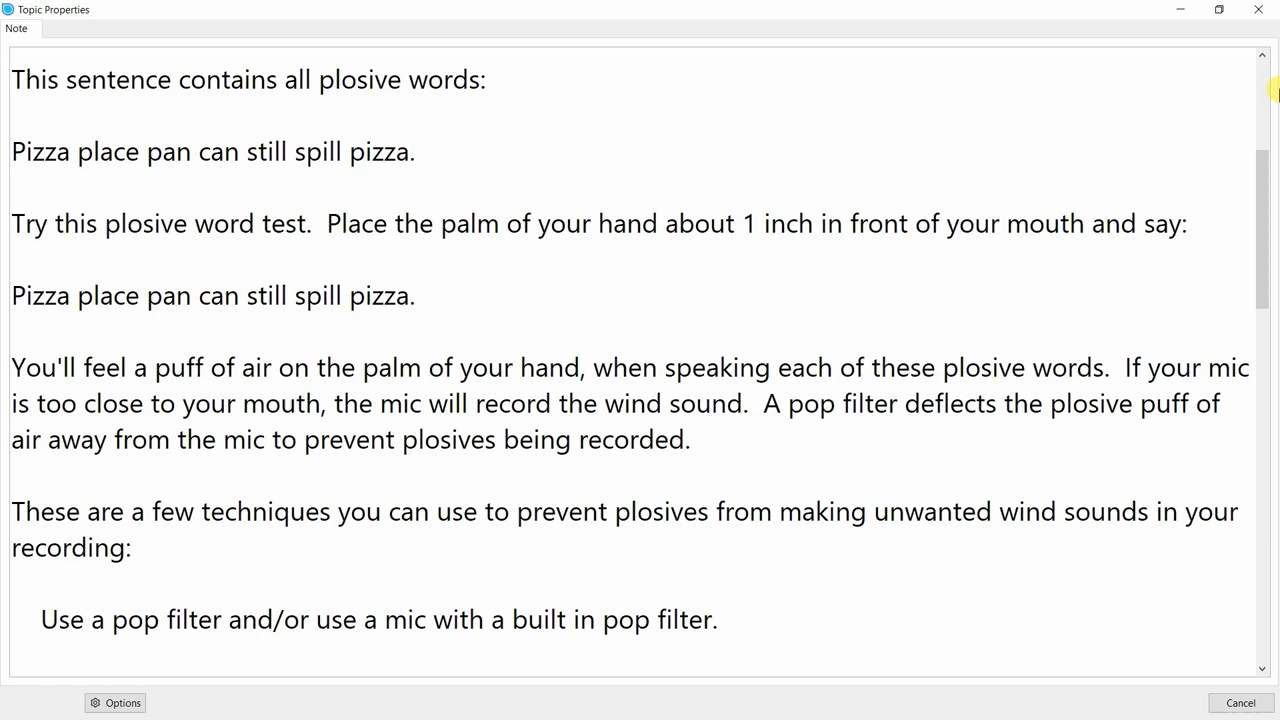 Topic Properties
Note
This sentence contains all plosive words:
Pizza place pan can still spill pizza.
Try this plosive word test.  Place the palm of your hand about 1 inch in front of your mouth and say:
Pizza place pan can still spill pizza.
You'll feel a puff of air on the palm of your hand, when speaking each of these plosive words.  If your mic
is too close to your mouth, the mic will record the wind sound.  A pop filter deflects the plosive puff of
air away from the mic to prevent plosives being recorded.
These are a few techniques you can use to prevent plosives from making unwanted wind sounds in your
recording:
Use a pop filter and/or use a mic with a built in pop filter.
Options
Cancel